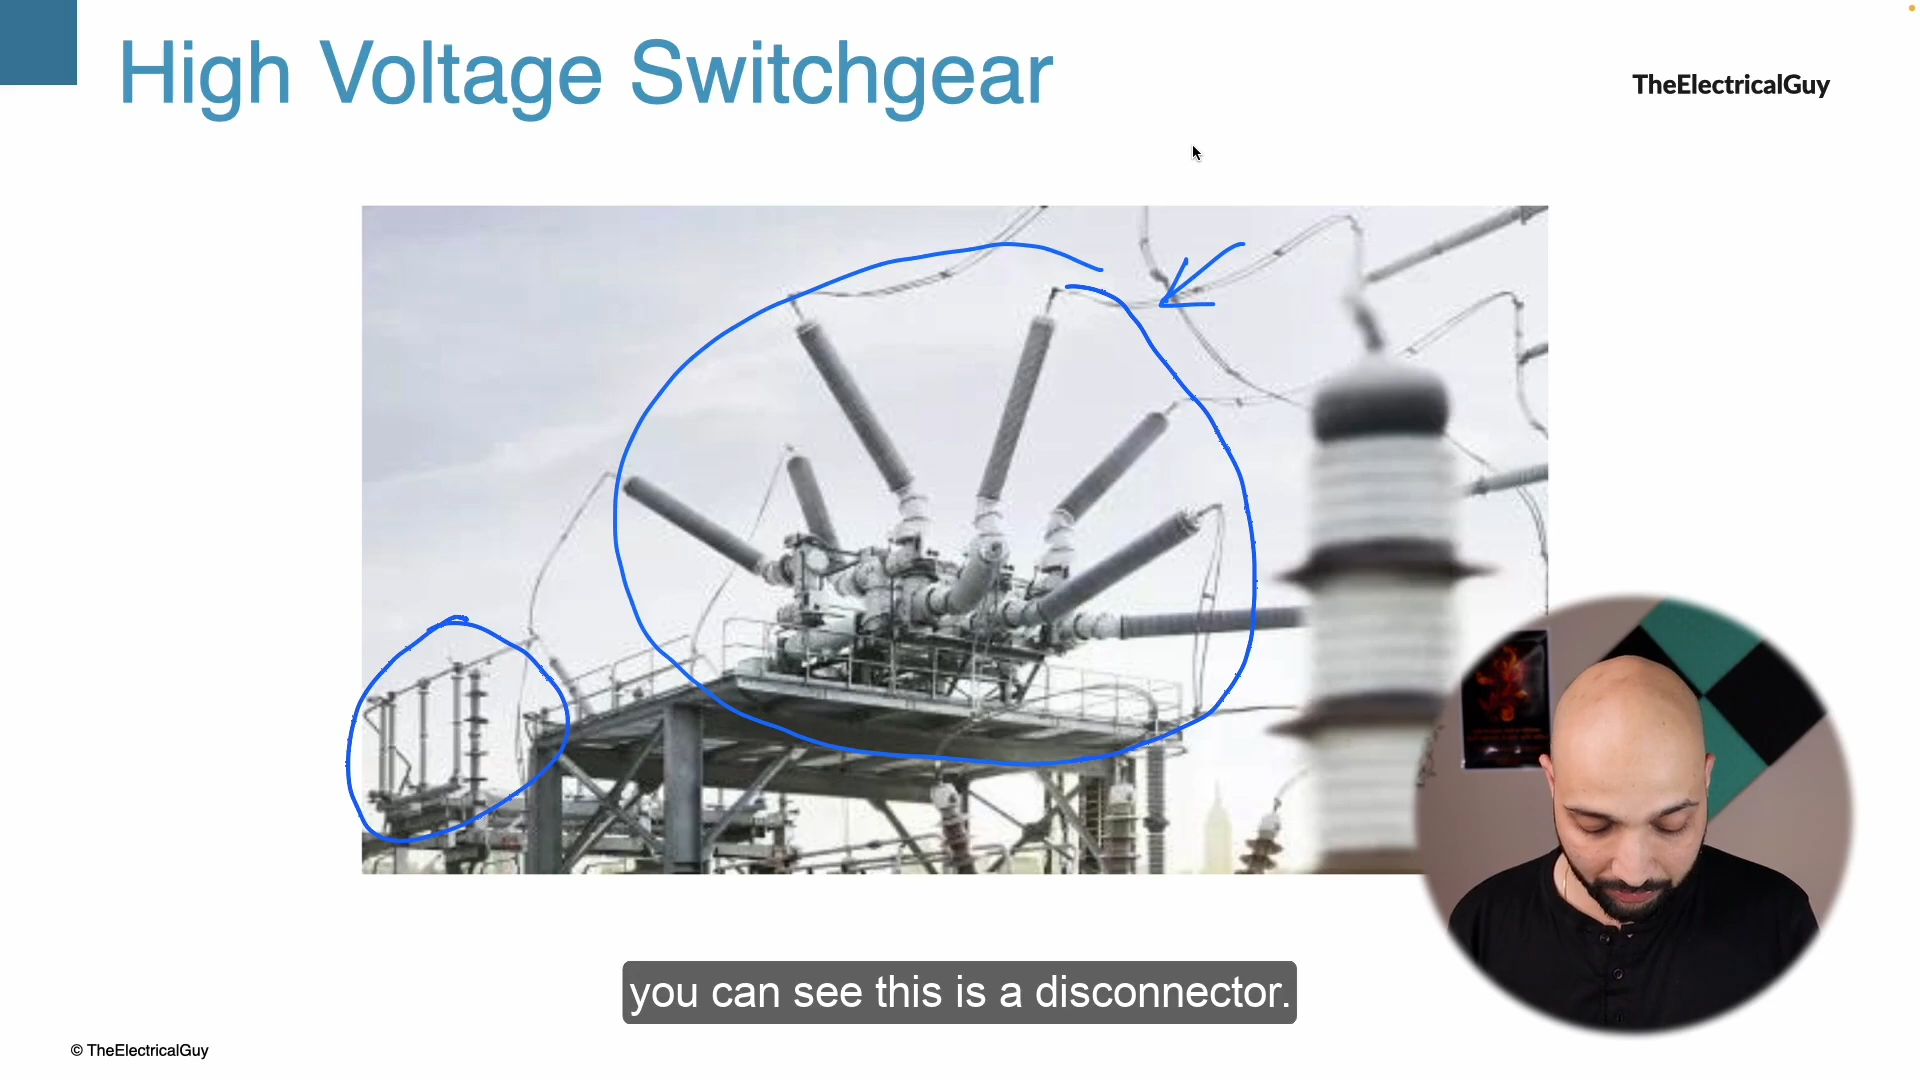 High Voltage Switchgear
TheElectricalGuy
you can see this is a disconnector.
© TheElectricalGuy